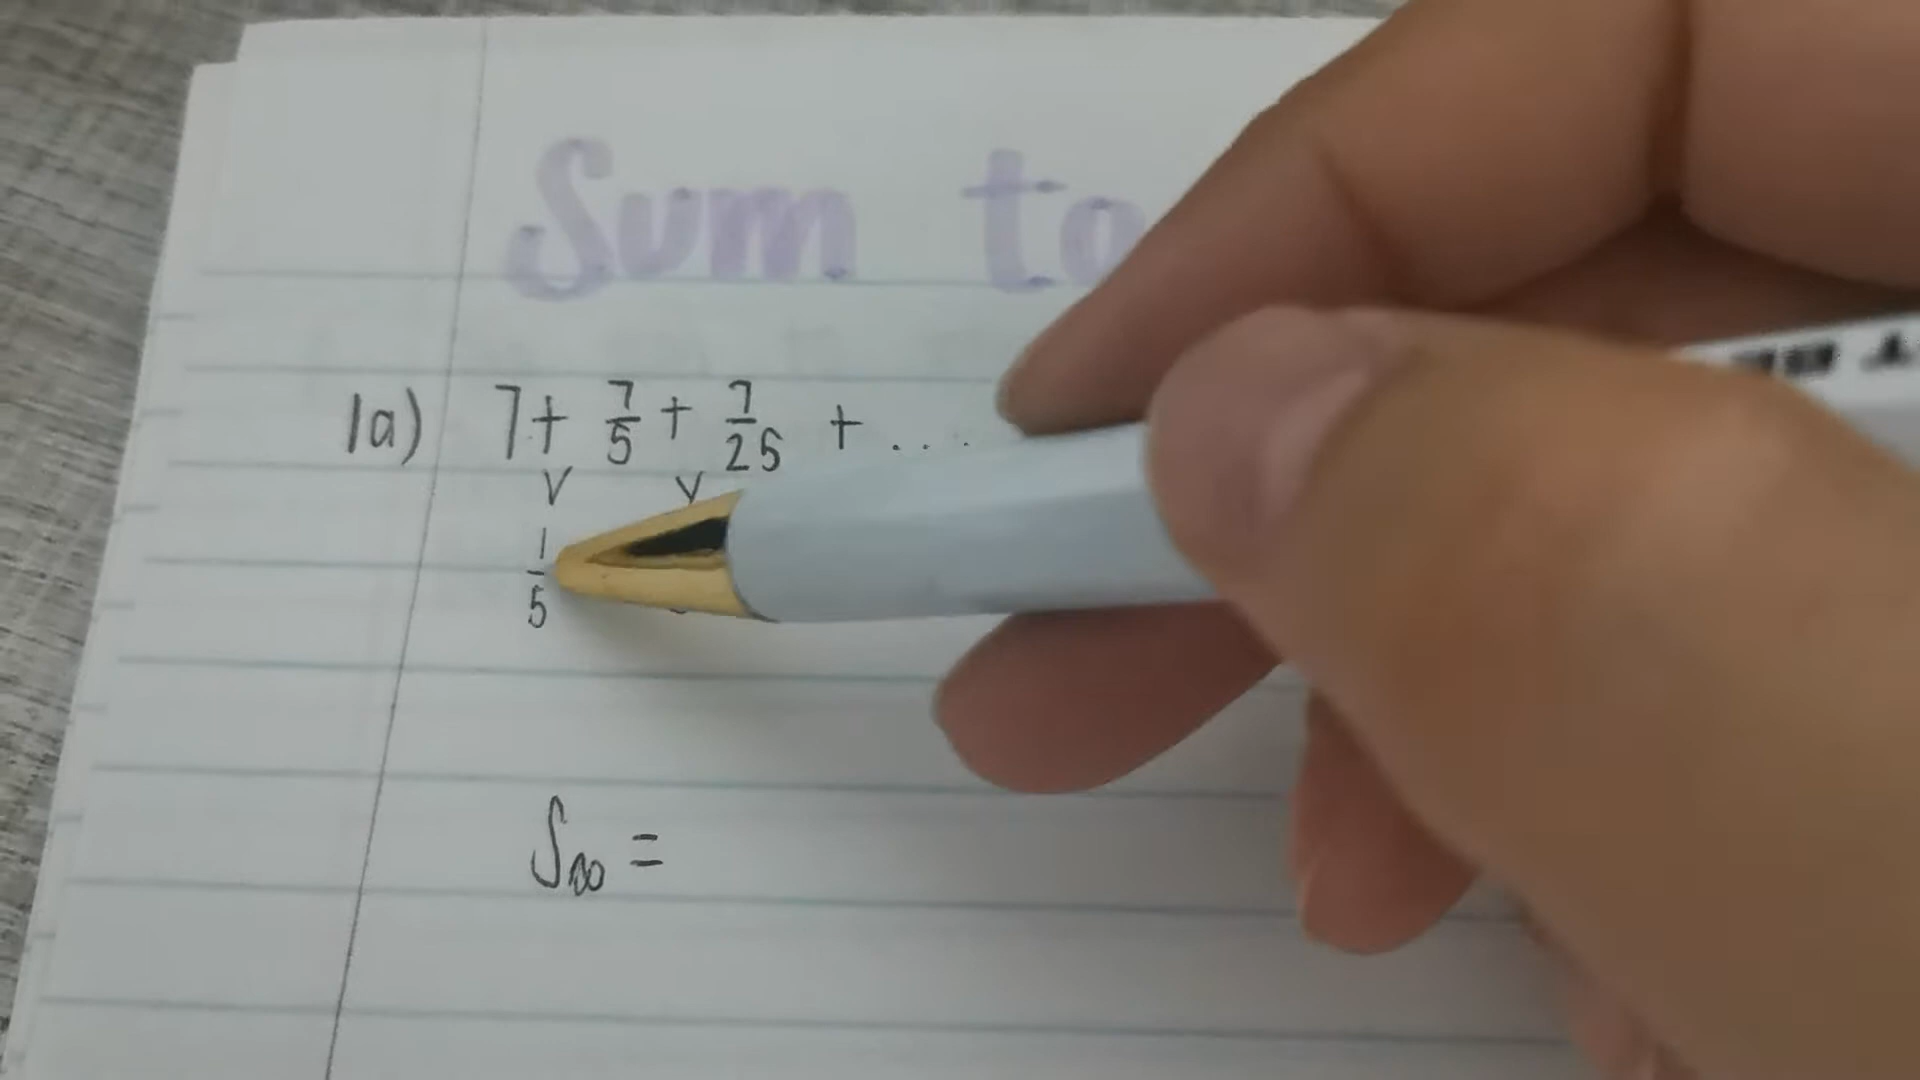 Sum to
1a) 7 + 7/5 + 7/25 + ....
1/5
S∞ =